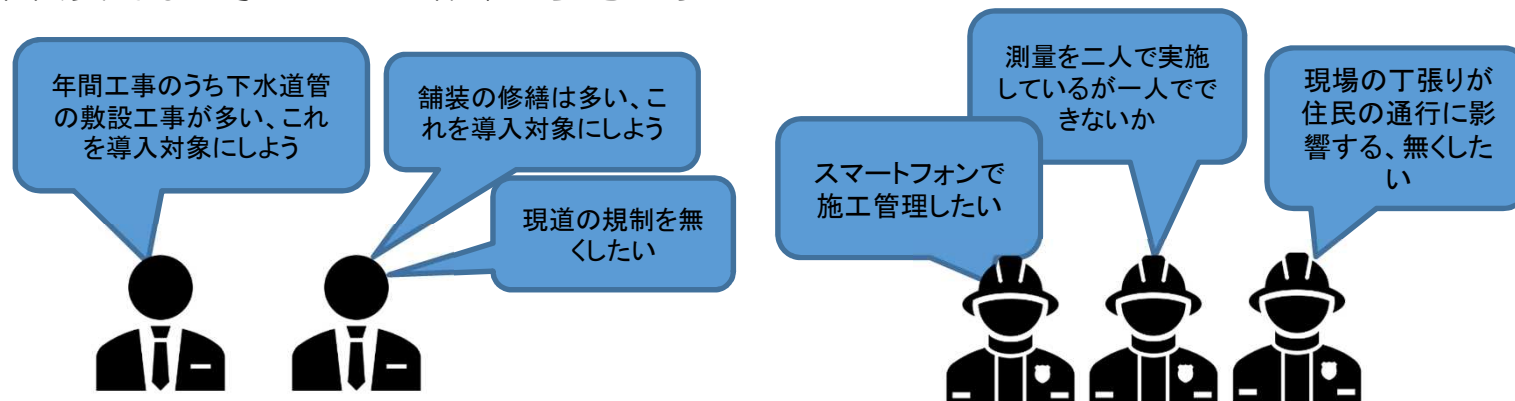 年間工事のうち下水道管
の敷設工事が多い、これ
を導入対象にしよう
舗装の修繕は多い、こ
れを導入対象にしよう
現道の規制を無
くしたい
測量を二人で実施
しているが一人でで
きないか
スマートフォンで
施工管理したい
現場の丁張りが
住民の通行に影
響する、無くした
い